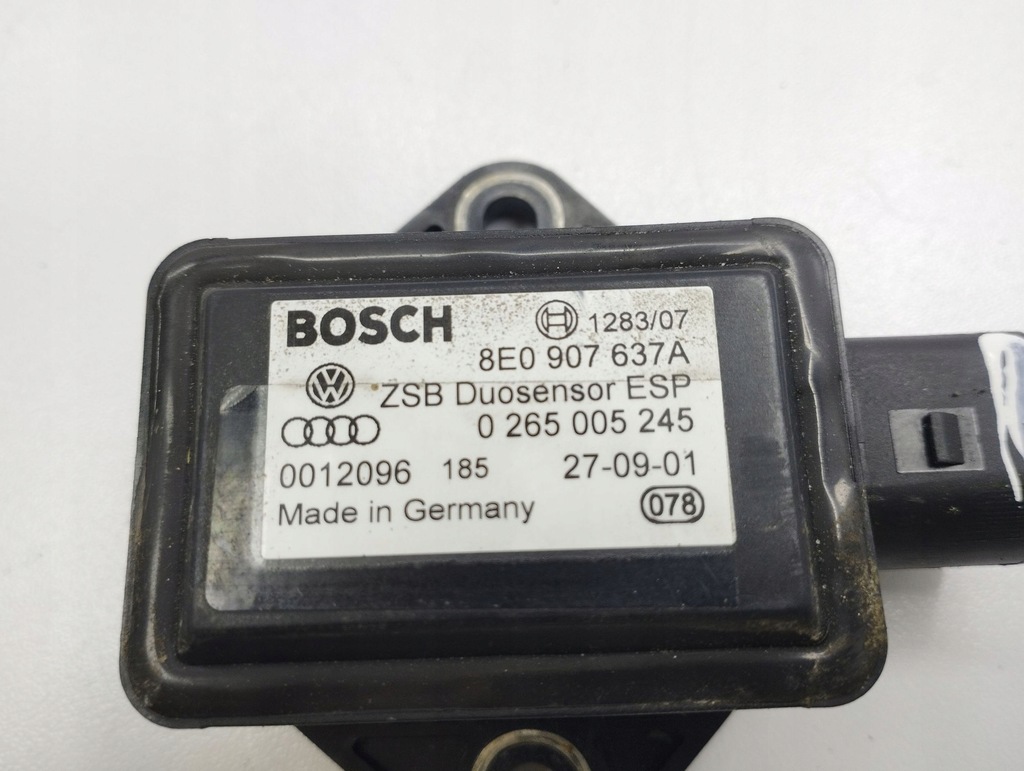 BOSCH 1283/07
8E0 907 637A
ZSB Duosensor ESP
0 265 005 245
0012096 185 27-09-01
Made in Germany 078